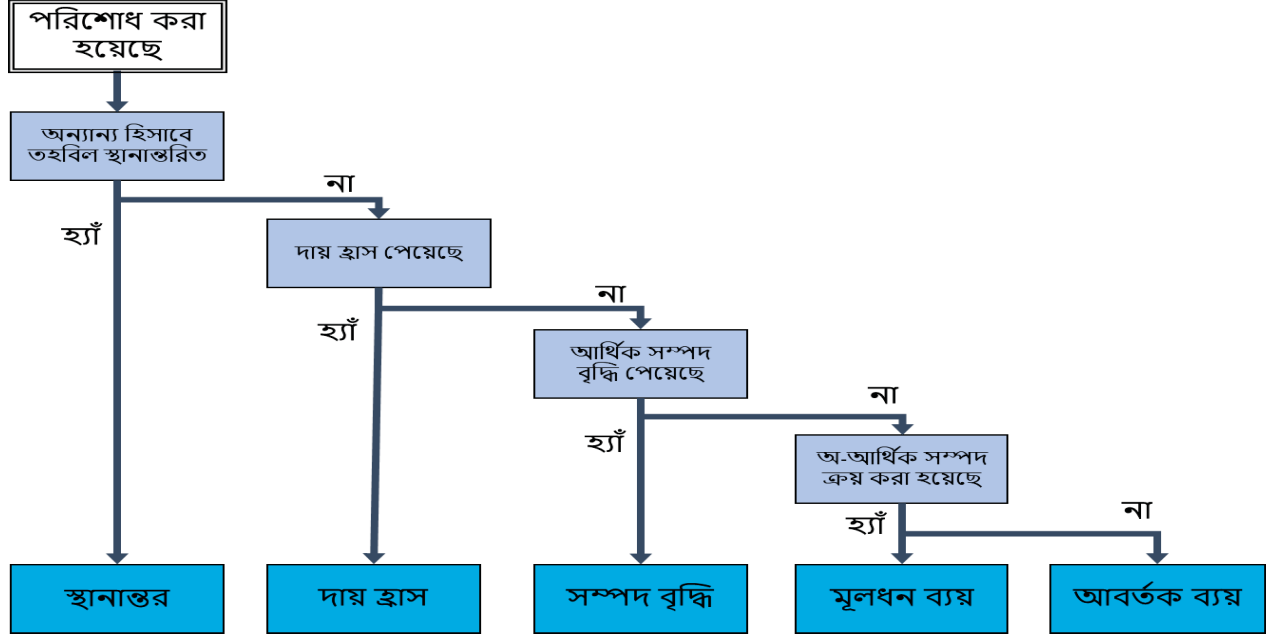 পরিশোধ করা
হয়েছে
অন্যান্য হিসাবে
তহবিল স্থানান্তরিত
না
হ্যাঁ
দায় হ্রাস পেয়েছে
না
হ্যাঁ
আর্থিক সম্পদ
বৃদ্ধি পেয়েছে
না
হ্যাঁ
অ-আর্থিক সম্পদ
ক্রয় করা হয়েছে
না
হ্যাঁ
স্থানান্তর
দায় হ্রাস
সম্পদ বৃদ্ধি
মূলধন ব্যয়
আবর্তক ব্যয়